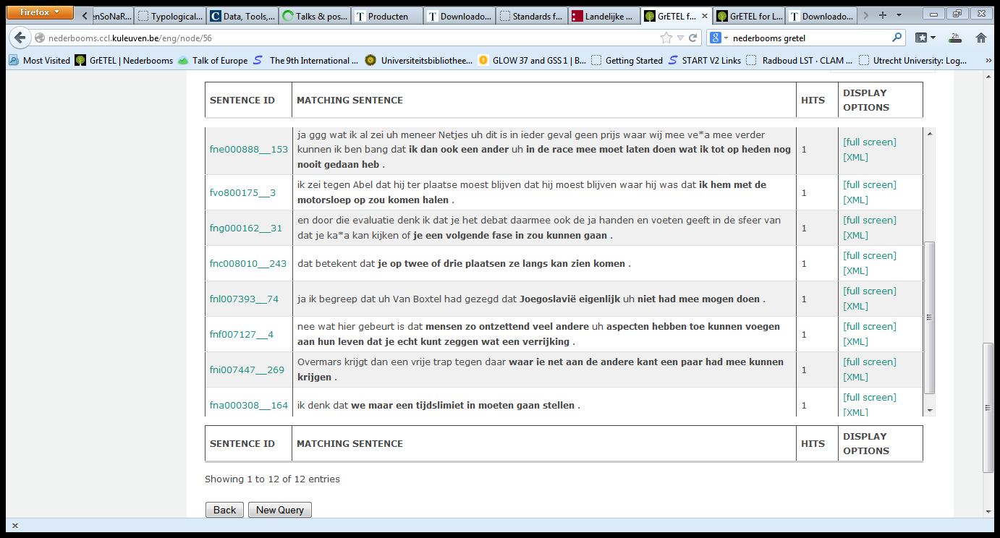 Firefox
enSoNaR...
Typological...
Data, Tools,...
Talks & pos...
Producten
Downloado...
Standards f...
Landelijke ...
GrETEL f...
GrETEL for L...
Downloado...
nederbooms.ccl.kuleuven.be/eng/node/56
nederbooms gretel
2h
Most Visited
GrETEL | Nederbooms
Talk of Europe
The 9th International ...
Universiteitsbibliothee...
GLOW 37 and GSS 1 | B...
Getting Started
START V2 Links
Radboud LST · CLAM ...
Utrecht University: Log...
SENTENCE ID MATCHING SENTENCE HITS DISPLAY
OPTIONS
ja ggg wat ik al zei uh meneer Netjes uh dit is in ieder geval geen prijs waar wij mee ve*a mee verder
fne000888__153 kunnen ik ben bang dat ik dan ook een ander uh in de race mee moet laten doen wat ik tot op heden nog 1 [full screen]
nooit gedaan heb . [XML]
fvo800175__3 ik zei tegen Abel dat hij ter plaatse moest blijven dat hij moest blijven waar hij was dat ik hem met de 1 [full screen]
motorsloep op zou komen halen . [XML]
fng000162__31 en door die evaluatie denk ik dat je het debat daarmee ook de ja handen en voeten geeft in de sfeer van 1 [full screen]
dat je ka*a kan kijken of je een volgende fase in zou kunnen gaan . [XML]
fnc008010__243 dat betekent dat je op twee of drie plaatsen ze langs kan zien komen . 1 [full screen]
[XML]
fnl007393__74 ja ik begreep dat uh Van Boxtel had gezegd dat Joegoslavië eigenlijk uh niet had mee mogen doen . 1 [full screen]
[XML]
fnf007127__4 nee wat hier gebeurt is dat mensen zo ontzettend veel andere uh aspecten hebben toe kunnen voegen 1 [full screen]
aan hun leven dat je echt kunt zeggen wat een verrijking . [XML]
fni007447__269 Overmars krijgt dan een vrije trap tegen daar waar ie net aan de andere kant een paar had mee kunnen 1 [full screen]
krijgen . [XML]
fna000308__164 ik denk dat we maar een tijdslimiet in moeten gaan stellen . 1 [full screen]
[XML]
SENTENCE ID MATCHING SENTENCE HITS DISPLAY
OPTIONS
Showing 1 to 12 of 12 entries
Back New Query